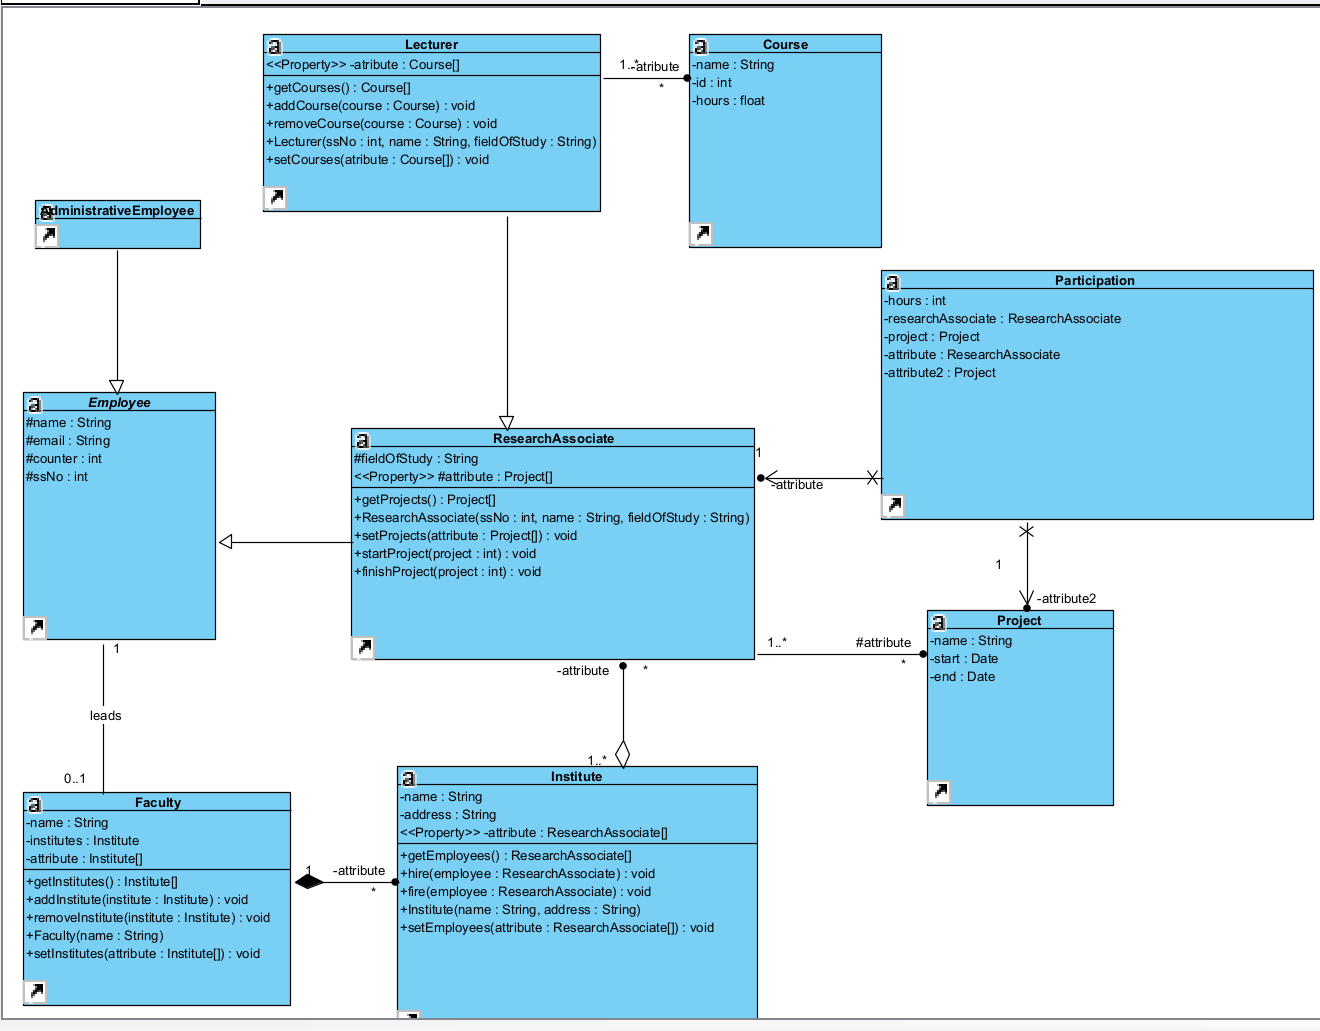 Lecturer
<<Property>> -atribute : Course[]
+getCourses() : Course[]
+addCourse(course : Course) : void
+removeCourse(course : Course) : void
+Lecturer(ssNo : int, name : String, fieldOfStudy : String)
+setCourses(atribute : Course[]) : void
1..*
-atribute
*
Course
-name : String
-id : int
-hours : float
AdministrativeEmployee
Participation
-hours : int
-researchAssociate : ResearchAssociate
-project : Project
-attribute : ResearchAssociate
-attribute2 : Project
Employee
#name : String
#email : String
#counter : int
#ssNo : int
ResearchAssociate
#fieldOfStudy : String
<<Property>> #attribute : Project[]
+getProjects() : Project[]
+ResearchAssociate(ssNo : int, name : String, fieldOfStudy : String)
+setProjects(attribute : Project[]) : void
+startProject(project : int) : void
+finishProject(project : int) : void
1
-attribute
1
-attribute2
Project
-name : String
-start : Date
-end : Date
1..*
#attribute
*
1
leads
0..1
-attribute
*
1..*
Faculty
-name : String
-institutes : Institute
-attribute : Institute[]
+getInstitutes() : Institute[]
+addInstitute(institute : Institute) : void
+removeInstitute(institute : Institute) : void
+Faculty(name : String)
+setInstitutes(attribute : Institute[]) : void
1
-attribute
*
Institute
-name : String
-address : String
<<Property>> -attribute : ResearchAssociate[]
+getEmployees() : ResearchAssociate[]
+hire(employee : ResearchAssociate) : void
+fire(employee : ResearchAssociate) : void
+Institute(name : String, address : String)
+setEmployees(attribute : ResearchAssociate[]) : void